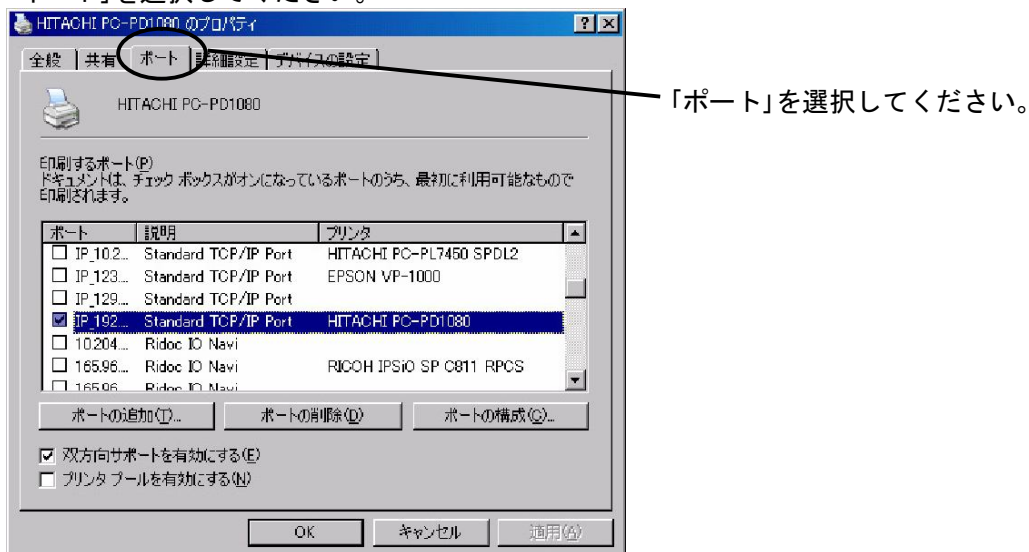 HITACHI PC-PD1080 のプロパティ
全般 共有 ポート 詳細設定 デバイスの設定
「ポート」を選択してください。
HITACHI PC-PD1080
印刷するポート(P)
ドキュメントは、チェック ボックスがオンになっているポートのうち、最初に利用可能なもので
印刷されます。
ポート 説明 プリンタ
IP_10.2... Standard TCP/IP Port HITACHI PC-PL7450 SPDL2
IP_123... Standard TCP/IP Port EPSON VP-1000
IP_129... Standard TCP/IP Port
IP_192... Standard TCP/IP Port HITACHI PC-PD1080
10.204... Ridoc IO Navi
165.96... Ridoc IO Navi RICOH IPSiO SP C811 RPCS
165.96 Ridoc IO Navi
ポートの追加(T)... ポートの削除(D) ポートの構成(C)...
双方向サポートを有効にする(E)
プリンタ プールを有効にする(N)
OK キャンセル 適用(A)